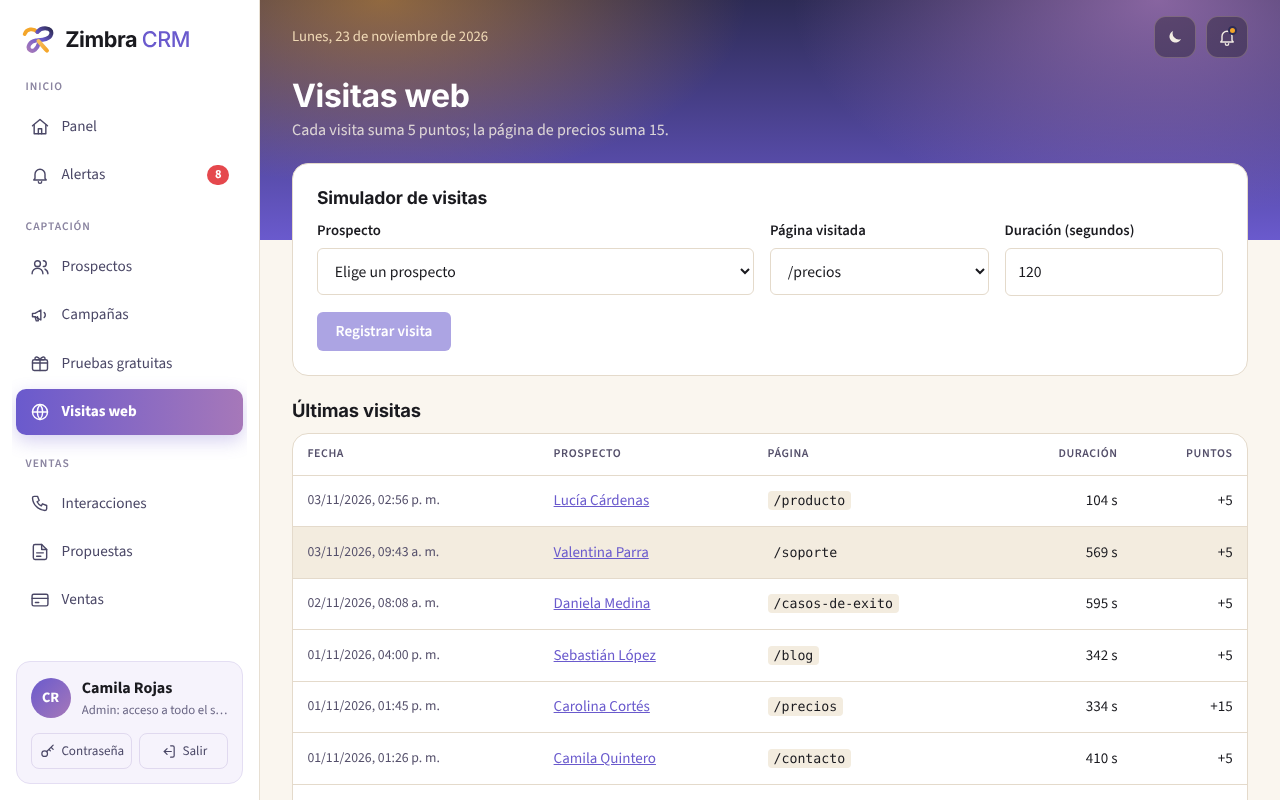 Zimbra CRM
INICIO
Panel
Alertas 8
CAPTACIÓN
Prospectos
Campañas
Pruebas gratuitas
Visitas web
VENTAS
Interacciones
Propuestas
Ventas
CR
Camila Rojas
Admin: acceso a todo el s…
Contraseña Salir
Lunes, 23 de noviembre de 2026
Visitas web
Cada visita suma 5 puntos; la página de precios suma 15.
Simulador de visitas
Prospecto Página visitada Duración (segundos)
Elige un prospecto /precios 120
Registrar visita
Últimas visitas
FECHA PROSPECTO PÁGINA DURACIÓN PUNTOS
03/11/2026, 02:56 p. m. Lucía Cárdenas /producto 104 s +5
03/11/2026, 09:43 a. m. Valentina Parra /soporte 569 s +5
02/11/2026, 08:08 a. m. Daniela Medina /casos-de-exito 595 s +5
01/11/2026, 04:00 p. m. Sebastián López /blog 342 s +5
01/11/2026, 01:45 p. m. Carolina Cortés /precios 334 s +15
01/11/2026, 01:26 p. m. Camila Quintero /contacto 410 s +5